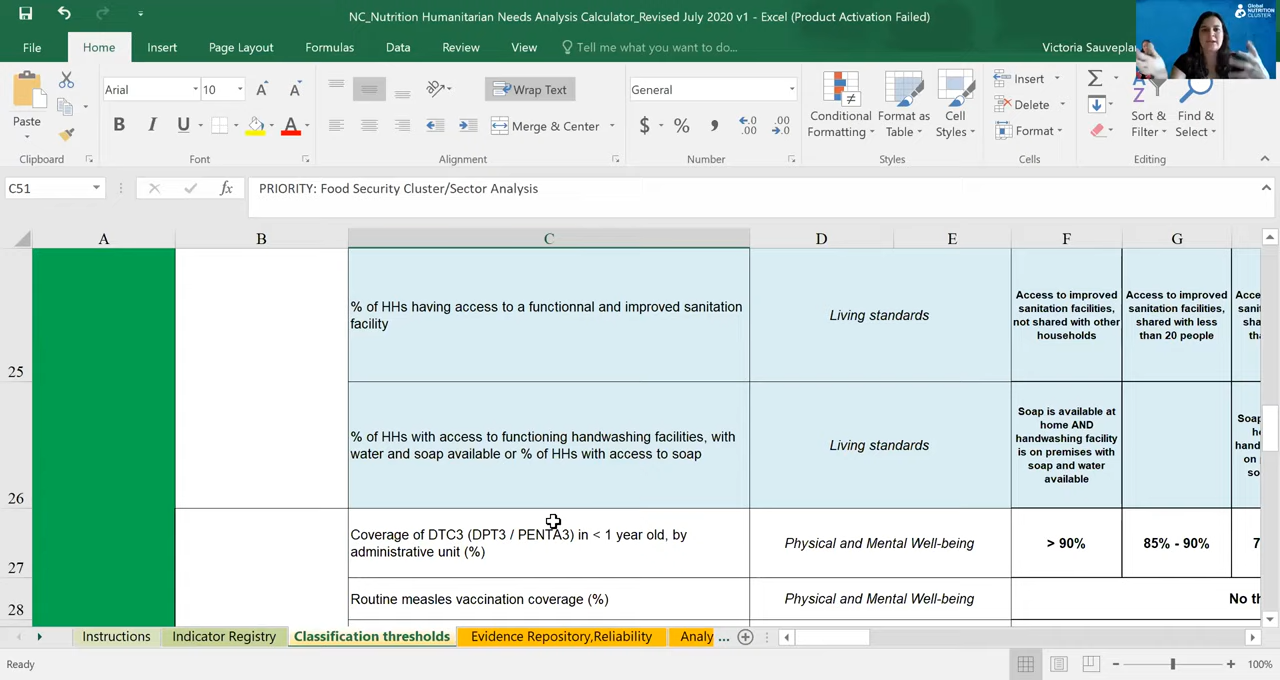 NC_Nutrition Humanitarian Needs Analysis Calculator_Revised July 2020 v1 - Excel (Product Activation Failed)
Global NUTRITION CLUSTER
File Home Insert Page Layout Formulas Data Review View Tell me what you want to do... Victoria Sauveplan
Paste
Arial 10
B I U A
Wrap Text
Merge & Center
General
$ % ,
Conditional Formatting
Format as Table
Cell Styles
Insert
Delete
Format
Sort & Filter
Find & Select
Clipboard Font Alignment Number Styles Cells Editing
C51 fx PRIORITY: Food Security Cluster/Sector Analysis
A B C D E F G
25
% of HHs having access to a functionnal and improved sanitation
facility
Living standards
Access to improved
sanitation facilities,
not shared with other
households
Access to improved
sanitation facilities,
shared with less
than 20 people
26
% of HHs with access to functioning handwashing facilities, with
water and soap available or % of HHs with access to soap
Living standards
Soap is available at
home AND
handwashing facility
is on premises with
soap and water
available
27
Coverage of DTC3 (DPT3 / PENTA3) in < 1 year old, by
administrative unit (%)
Physical and Mental Well-being
> 90%
85% - 90%
28
Routine measles vaccination coverage (%)
Physical and Mental Well-being
Instructions Indicator Registry Classification thresholds Evidence Repository,Reliability Analy ...
Ready 100%